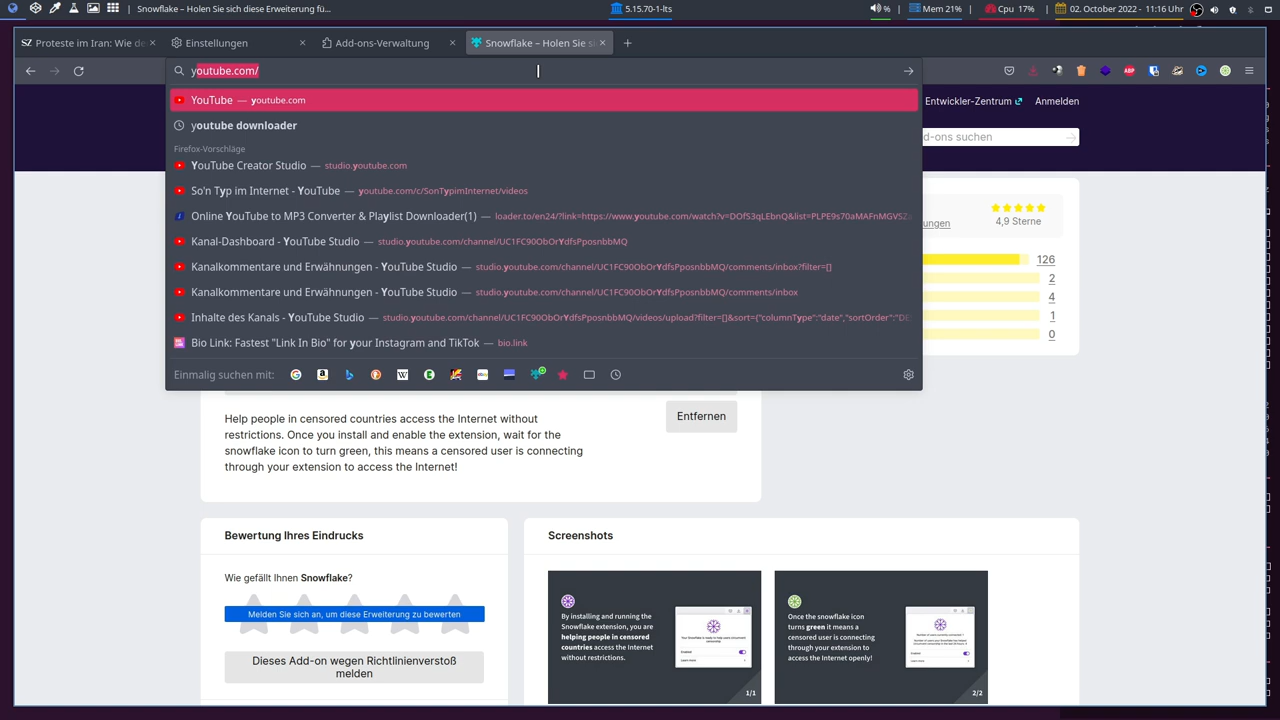 Snowflake – Holen Sie sich diese Erweiterung fü...
5.15.70-1-lts
%
Mem 21%
Cpu 17%
02. October 2022 - 11:16 Uhr
SZ Proteste im Iran: Wie de
Einstellungen
Add-ons-Verwaltung
Snowflake – Holen Sie si
youtube.com/
ABP
YouTube — youtube.com
youtube downloader
Firefox-Vorschläge
YouTube Creator Studio — studio.youtube.com
So'n Typ im Internet - YouTube — youtube.com/c/SonTypimInternet/videos
Online YouTube to MP3 Converter & Playlist Downloader(1) — loader.to/en24/?link=https://www.youtube.com/watch?v=DOfS3qLEbnQ&list=PLPE9s70aMAFnMGVSZ
Kanal-Dashboard - YouTube Studio — studio.youtube.com/channel/UC1FC90ObOrYdfsPposnbbMQ
Kanalkommentare und Erwähnungen - YouTube Studio — studio.youtube.com/channel/UC1FC90ObOrYdfsPposnbbMQ/comments/inbox?filter=[]
Kanalkommentare und Erwähnungen - YouTube Studio — studio.youtube.com/channel/UC1FC90ObOrYdfsPposnbbMQ/comments/inbox
Inhalte des Kanals - YouTube Studio — studio.youtube.com/channel/UC1FC90ObOrYdfsPposnbbMQ/videos/upload?filter=[]&sort={"columnType":"date","sortOrder":"DE
Bio Link: Fastest "Link In Bio" for your Instagram and TikTok — bio.link
Einmalig suchen mit:
Entwickler-Zentrum
Anmelden
d-ons suchen
ungen
4,9 Sterne
126
2
4
1
0
Help people in censored countries access the Internet without
restrictions. Once you install and enable the extension, wait for the
snowflake icon to turn green, this means a censored user is connecting
through your extension to access the Internet!
Entfernen
Bewertung Ihres Eindrucks
Wie gefällt Ihnen Snowflake?
Melden Sie sich an, um diese Erweiterung zu bewerten
Dieses Add-on wegen Richtlinienverstoß
melden
Screenshots
By installing and running the
Snowflake extension, you are
helping people in censored
countries access the Internet
without restrictions.
1/1
Once the snowflake icon
turns green it means a
censored user is connecting
through your extension to
access the Internet openly!
2/2